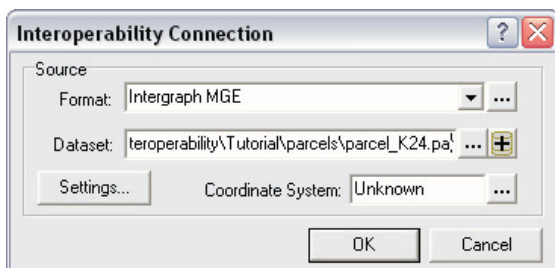 Interoperability Connection
Source
Format: Intergraph MGE
Dataset: teroperability\Tutorial\parcels\parcel_K24.pa
Settings... Coordinate System: Unknown
OK Cancel